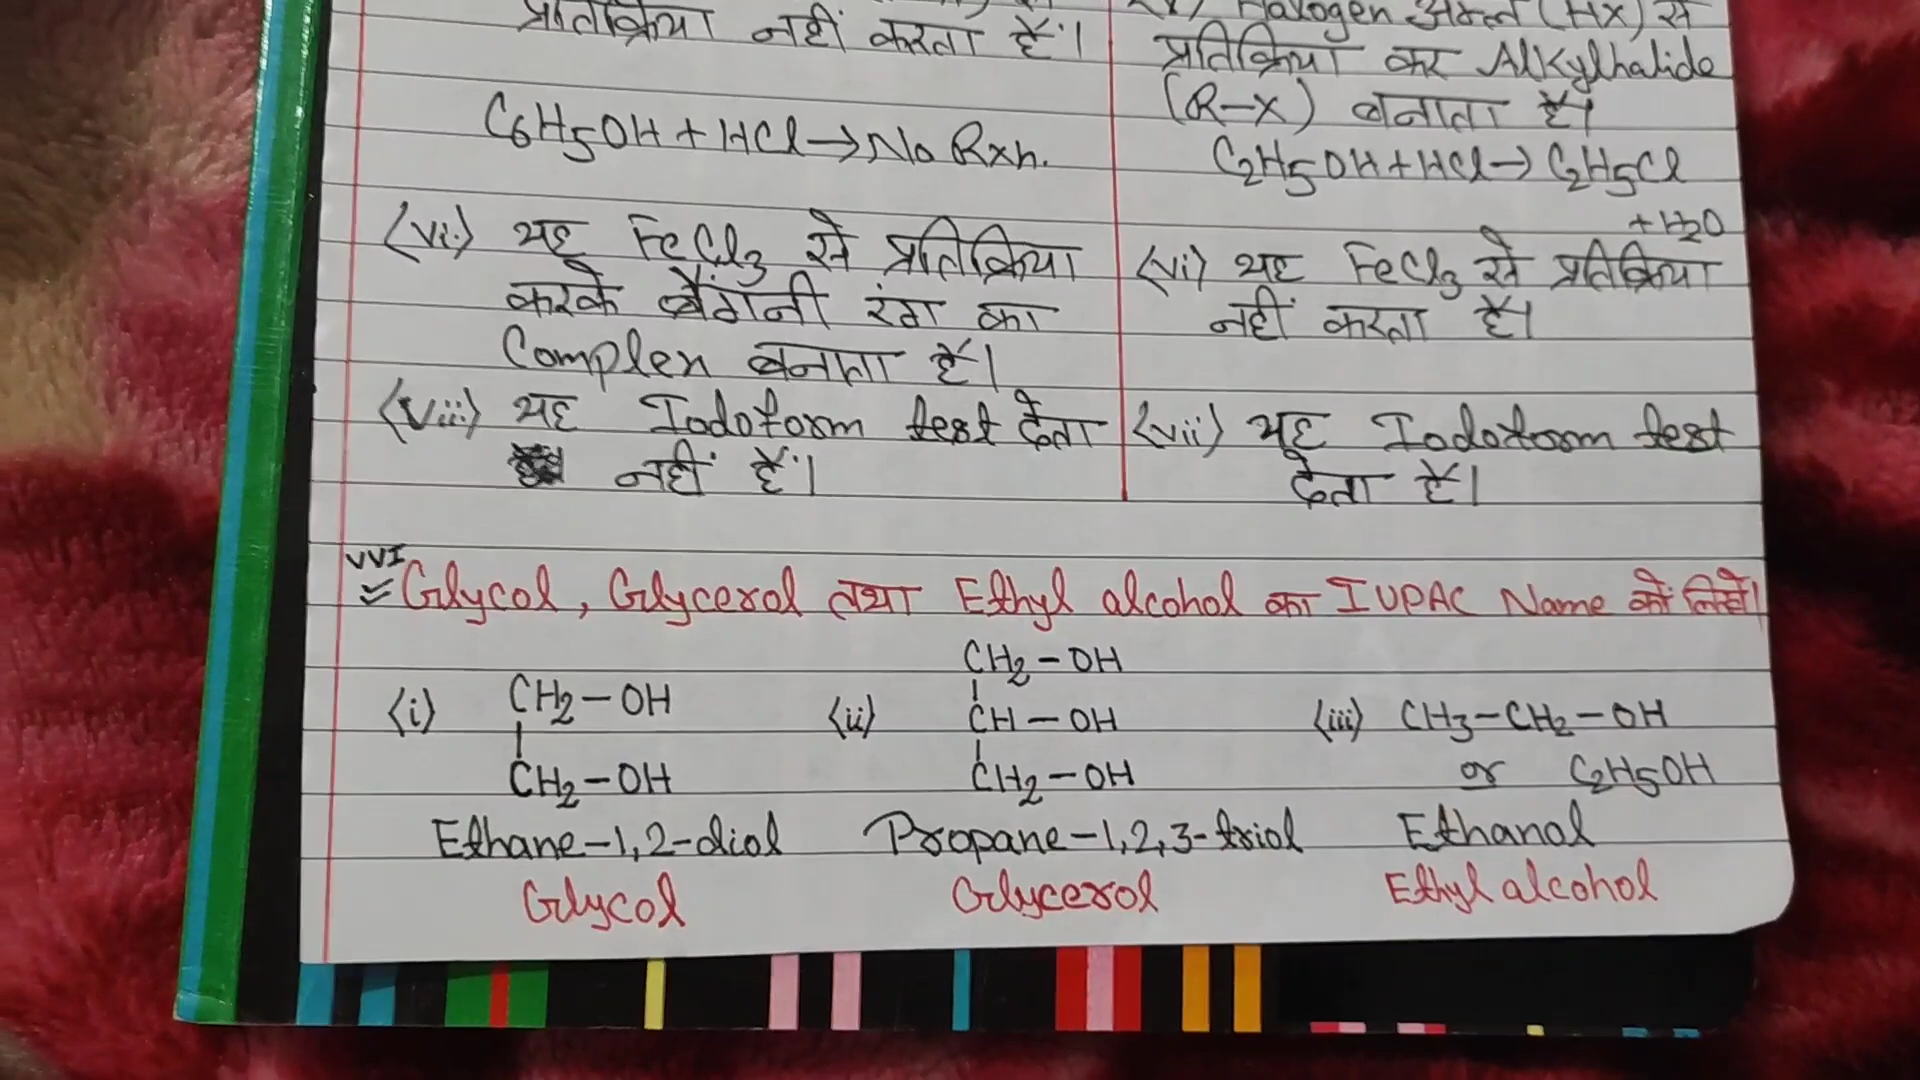 प्रतिक्रिया नहीं करता हैं।
C6H5OH + HCl → No Rxn.
(vi) यह FeCl3 से प्रतिक्रिया
करके बैंगनी रंग का
Complex बनाता हैं।
(viii) यह Iodoform test देता
नहीं हैं।
Halogen अम्ल (HX) से
प्रतिक्रिया कर Alkylhalide
(R-X) बनाता हैं।
C2H5OH + HCl → C2H5Cl
+ H2O
(vi) यह FeCl3 से प्रतिक्रिया
नहीं करता हैं।
(vii) यह Iodoform test
देता हैं।
VVI
Glycol, Glycerol तथा Ethyl alcohol का IUPAC Name को लिखें।
(i) CH2-OH
CH2-OH
Ethane-1,2-diol
Glycol
(ii) CH2-OH
CH-OH
CH2-OH
Propane-1,2,3-triol
Glycerol
(iii) CH3-CH2-OH
or C2H5OH
Ethanol
Ethyl alcohol